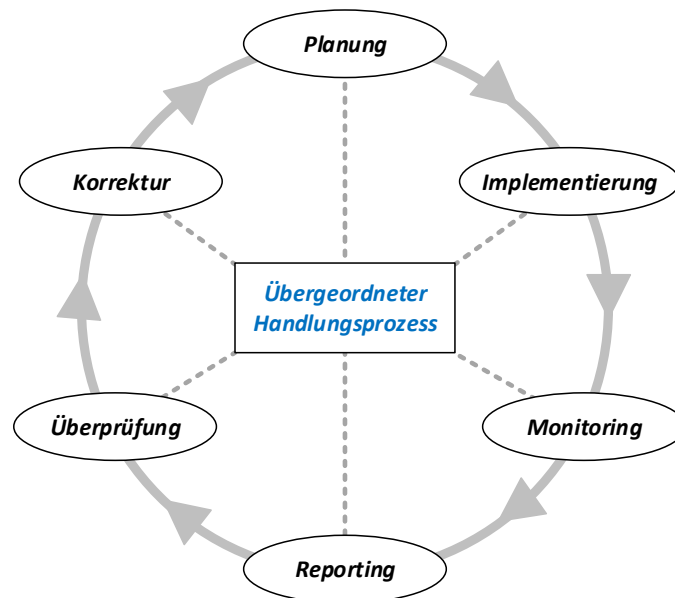 Planung
Implementierung
Monitoring
Reporting
Überprüfung
Korrektur
Übergeordneter
Handlungsprozess